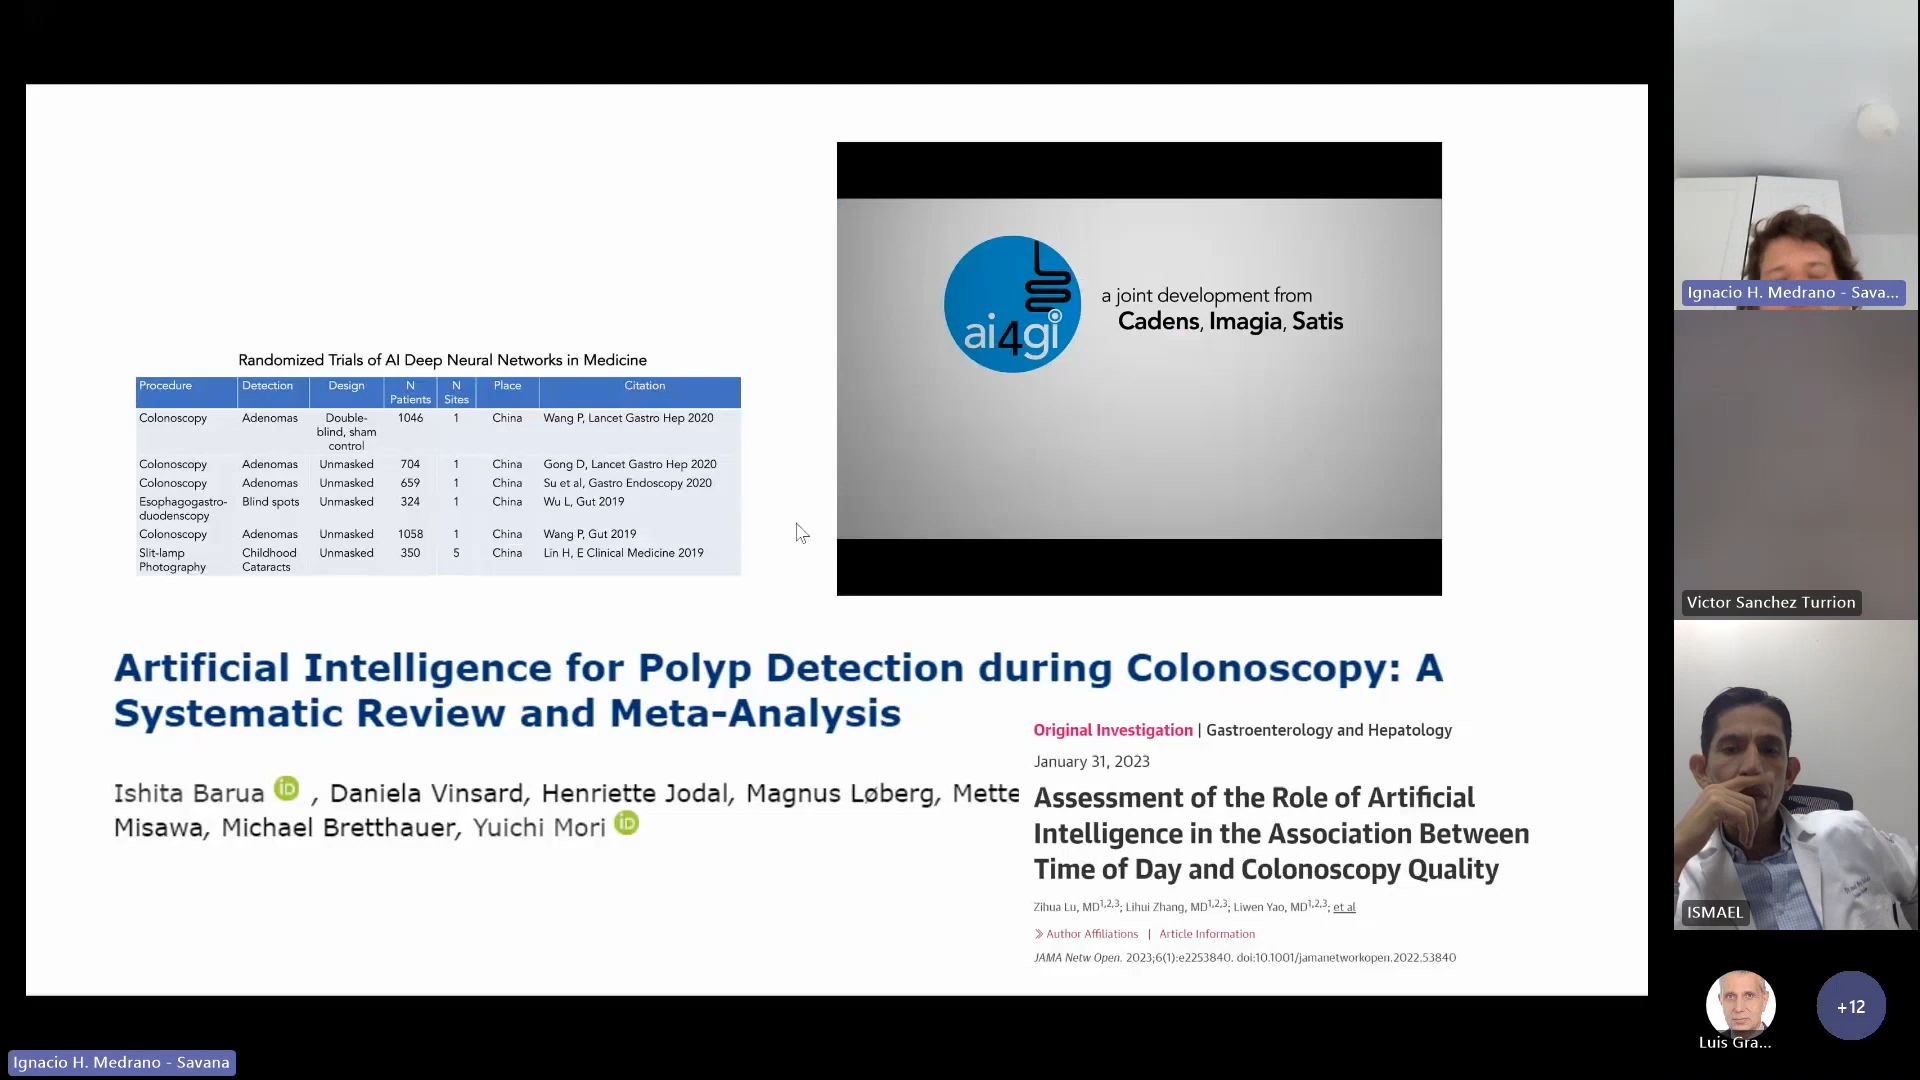 Randomized Trials of AI Deep Neural Networks in Medicine
Procedure Detection Design N Patients N Sites Place Citation
Colonoscopy Adenomas Double-blind, sham control 1046 1 China Wang P, Lancet Gastro Hep 2020
Colonoscopy Adenomas Unmasked 704 1 China Gong D, Lancet Gastro Hep 2020
Colonoscopy Adenomas Unmasked 659 1 China Su et al, Gastro Endoscopy 2020
Esophagogastro-duodenscopy Blind spots Unmasked 324 1 China Wu L, Gut 2019
Colonoscopy Adenomas Unmasked 1058 1 China Wang P, Gut 2019
Slit-lamp Photography Childhood Cataracts Unmasked 350 5 China Lin H, E Clinical Medicine 2019
ai4gi
a joint development from
Cadens, Imagia, Satis
Artificial Intelligence for Polyp Detection during Colonoscopy: A
Systematic Review and Meta-Analysis
Ishita Barua iD , Daniela Vinsard, Henriette Jodal, Magnus Løberg, Mette
Misawa, Michael Bretthauer, Yuichi Mori iD
Original Investigation | Gastroenterology and Hepatology
January 31, 2023
Assessment of the Role of Artificial
Intelligence in the Association Between
Time of Day and Colonoscopy Quality
Zihua Lu, MD1,2,3; Lihui Zhang, MD1,2,3; Liwen Yao, MD1,2,3; et al
Author Affiliations | Article Information
JAMA Netw Open. 2023;6(1):e2253840. doi:10.1001/jamanetworkopen.2022.53840
Ignacio H. Medrano - Sava...
Victor Sanchez Turrion
ISMAEL
Luis Gra...
+12
Ignacio H. Medrano - Savana